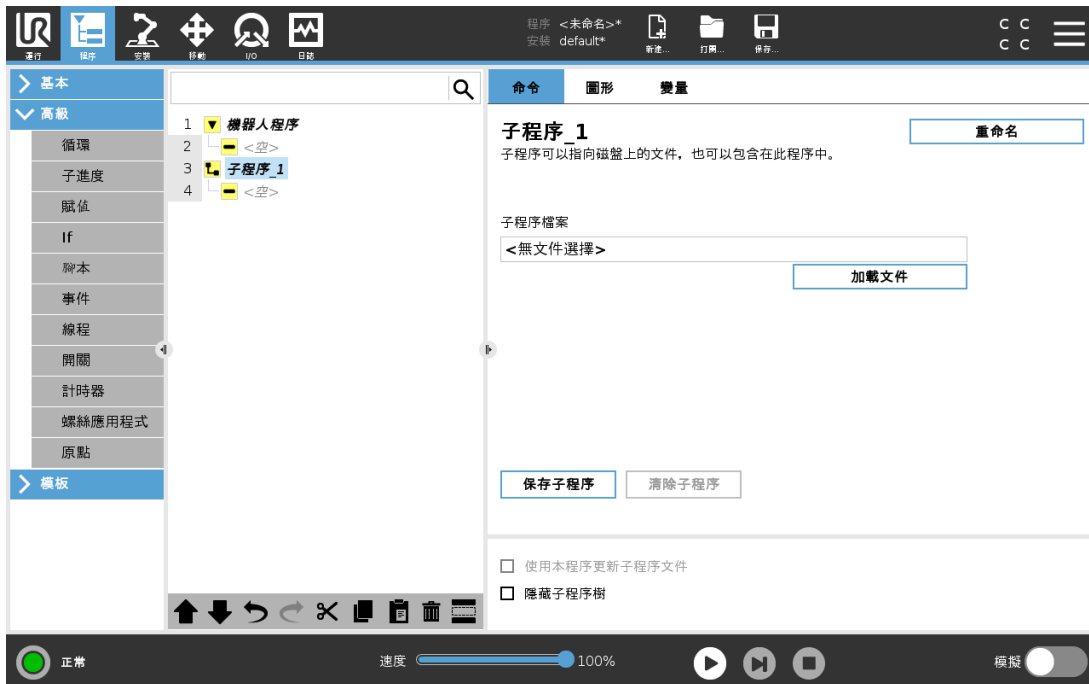 運行
程序
安裝
移動
I/O
日誌
程序 <未命名>*
安裝 default*
新建...
打開...
保存...
C C
C C
基本
高級
循環
子進度
賦值
If
腳本
事件
線程
開關
計時器
螺絲應用程式
原點
模板
1 機器人程序
2 <空>
3 子程序_1
4 <空>
命令
圖形
變量
子程序_1
重命名
子程序可以指向磁盤上的文件，也可以包含在此程序中。
子程序檔案
<無文件選擇>
加載文件
保存子程序
清除子程序
使用本程序更新子程序文件
隱藏子程序樹
正常
速度
100%
模擬